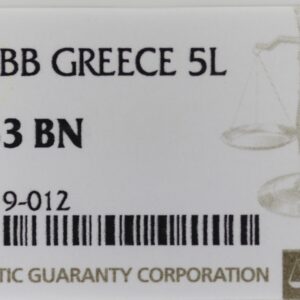 BB GREECE 5L
3 BN
9-012
TIC GUARANTY CORPORATION